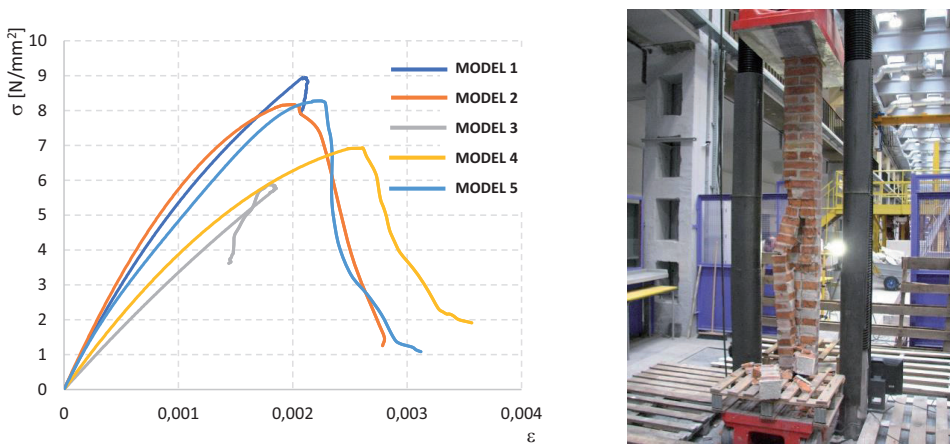 σ [N/mm²]
10
9
8
7
6
5
4
3
2
1
0
MODEL 1
MODEL 2
MODEL 3
MODEL 4
MODEL 5
0 0,001 0,002 0,003 0,004
ε